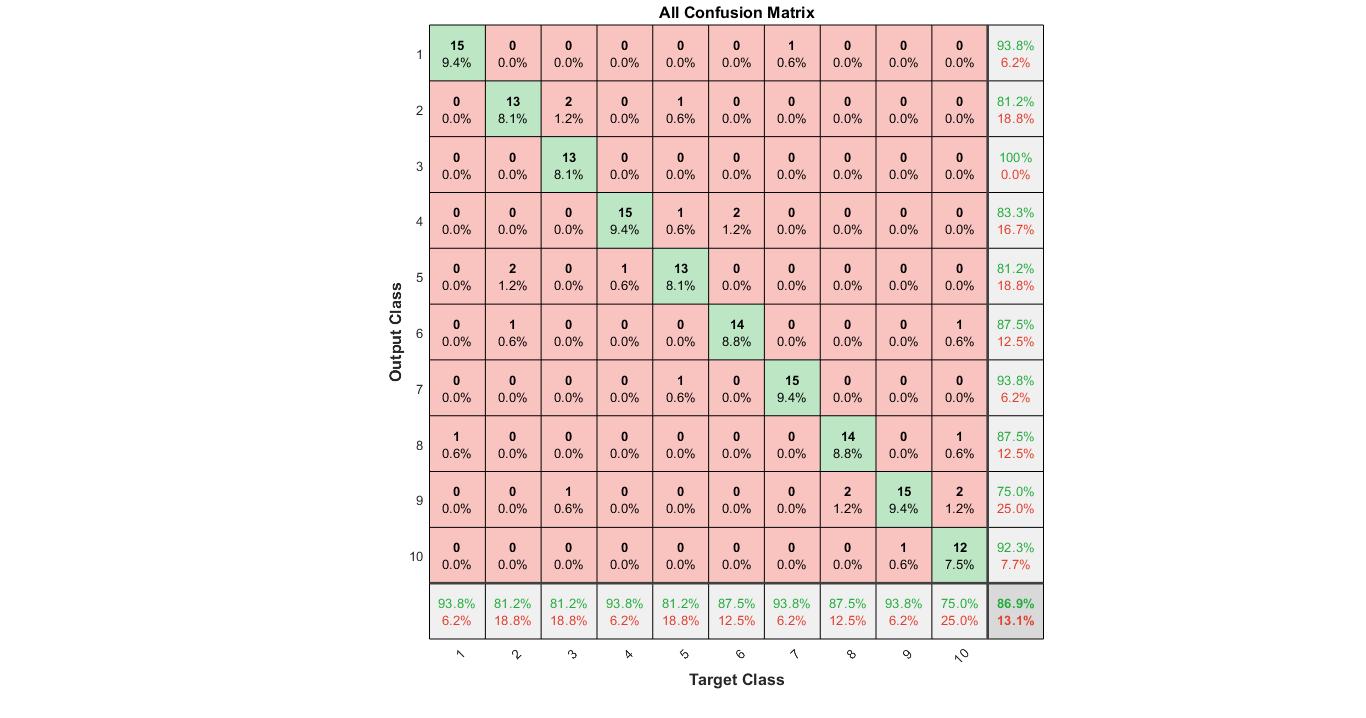 All Confusion Matrix
1 15 0 0 0 0 0 1 0 0 0 93.8%
9.4% 0.0% 0.0% 0.0% 0.0% 0.0% 0.6% 0.0% 0.0% 0.0% 6.2%
2 0 13 2 0 1 0 0 0 0 0 81.2%
0.0% 8.1% 1.2% 0.0% 0.6% 0.0% 0.0% 0.0% 0.0% 0.0% 18.8%
3 0 0 13 0 0 0 0 0 0 0 100%
0.0% 0.0% 8.1% 0.0% 0.0% 0.0% 0.0% 0.0% 0.0% 0.0% 0.0%
4 0 0 0 15 1 2 0 0 0 0 83.3%
0.0% 0.0% 0.0% 9.4% 0.6% 1.2% 0.0% 0.0% 0.0% 0.0% 16.7%
5 0 2 0 1 13 0 0 0 0 0 81.2%
0.0% 1.2% 0.0% 0.6% 8.1% 0.0% 0.0% 0.0% 0.0% 0.0% 18.8%
6 0 1 0 0 0 14 0 0 0 1 87.5%
0.0% 0.6% 0.0% 0.0% 0.0% 8.8% 0.0% 0.0% 0.0% 0.6% 12.5%
7 0 0 0 0 1 0 15 0 0 0 93.8%
0.0% 0.0% 0.0% 0.0% 0.6% 0.0% 9.4% 0.0% 0.0% 0.0% 6.2%
8 1 0 0 0 0 0 0 14 0 1 87.5%
0.6% 0.0% 0.0% 0.0% 0.0% 0.0% 0.0% 8.8% 0.0% 0.6% 12.5%
9 0 0 1 0 0 0 0 2 15 2 75.0%
0.0% 0.0% 0.6% 0.0% 0.0% 0.0% 0.0% 1.2% 9.4% 1.2% 25.0%
10 0 0 0 0 0 0 0 0 1 12 92.3%
0.0% 0.0% 0.0% 0.0% 0.0% 0.0% 0.0% 0.0% 0.6% 7.5% 7.7%
93.8% 81.2% 81.2% 93.8% 81.2% 87.5% 93.8% 87.5% 93.8% 75.0% 86.9%
6.2% 18.8% 18.8% 6.2% 18.8% 12.5% 6.2% 12.5% 6.2% 25.0% 13.1%
1 2 3 4 5 6 7 8 9 10
Target Class
Output Class